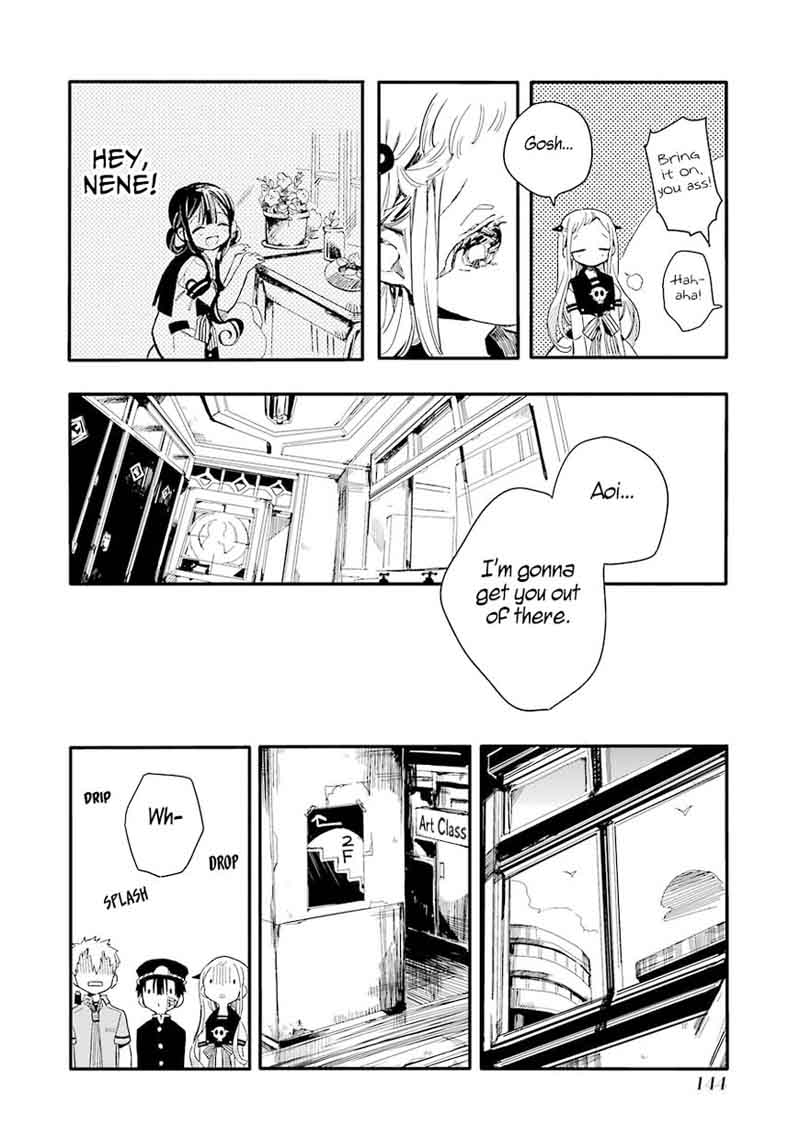 Bring
it on,
you ass!
Hah-
aha!
Gosh...
HEY,
NENE!
Aoi...
I'm gonna
get you out
of there.
Art Class
2
F
Wh-
DRIP
DROP
SPLASH
144